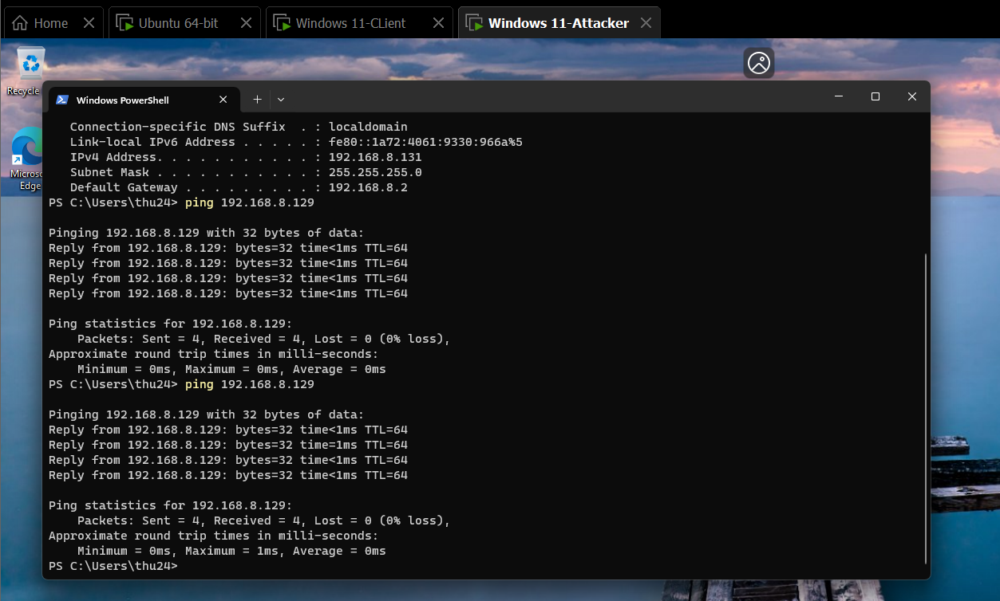 Home
Ubuntu 64-bit
Windows 11-CLient
Windows 11-Attacker
Recycle
Microso
Edge
Windows PowerShell
   Connection-specific DNS Suffix  . : localdomain
   Link-local IPv6 Address . . . . . : fe80::1a72:4061:9330:966a%5
   IPv4 Address. . . . . . . . . . . : 192.168.8.131
   Subnet Mask . . . . . . . . . . . : 255.255.255.0
   Default Gateway . . . . . . . . . : 192.168.8.2
PS C:\Users\thu24> ping 192.168.8.129
Pinging 192.168.8.129 with 32 bytes of data:
Reply from 192.168.8.129: bytes=32 time<1ms TTL=64
Reply from 192.168.8.129: bytes=32 time<1ms TTL=64
Reply from 192.168.8.129: bytes=32 time<1ms TTL=64
Reply from 192.168.8.129: bytes=32 time<1ms TTL=64
Ping statistics for 192.168.8.129:
    Packets: Sent = 4, Received = 4, Lost = 0 (0% loss),
Approximate round trip times in milli-seconds:
    Minimum = 0ms, Maximum = 0ms, Average = 0ms
PS C:\Users\thu24> ping 192.168.8.129
Pinging 192.168.8.129 with 32 bytes of data:
Reply from 192.168.8.129: bytes=32 time<1ms TTL=64
Reply from 192.168.8.129: bytes=32 time=1ms TTL=64
Reply from 192.168.8.129: bytes=32 time<1ms TTL=64
Reply from 192.168.8.129: bytes=32 time<1ms TTL=64
Ping statistics for 192.168.8.129:
    Packets: Sent = 4, Received = 4, Lost = 0 (0% loss),
Approximate round trip times in milli-seconds:
    Minimum = 0ms, Maximum = 1ms, Average = 0ms
PS C:\Users\thu24>